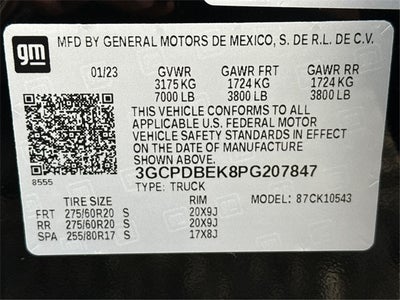 gm MFD BY GENERAL MOTORS DE MEXICO, S. DE R.L. DE C.V.
01/23 GVWR GAWR FRT GAWR RR
3175 KG 1724 KG 1724 KG
7000 LB 3800 LB 3800 LB
THIS VEHICLE CONFORMS TO ALL
APPLICABLE U.S. FEDERAL MOTOR
VEHICLE SAFETY STANDARDS IN EFFECT
ON THE DATE OF MANUFACTURE
SHOWN ABOVE.
8555
3GCPDBEK8PG207847
TYPE: TRUCK
TIRE SIZE RIM MODEL: 87CK10543
FRT 275/60R20 S 20X9J
RR 275/60R20 S 20X9J
SPA 255/80R17 S 17X8J